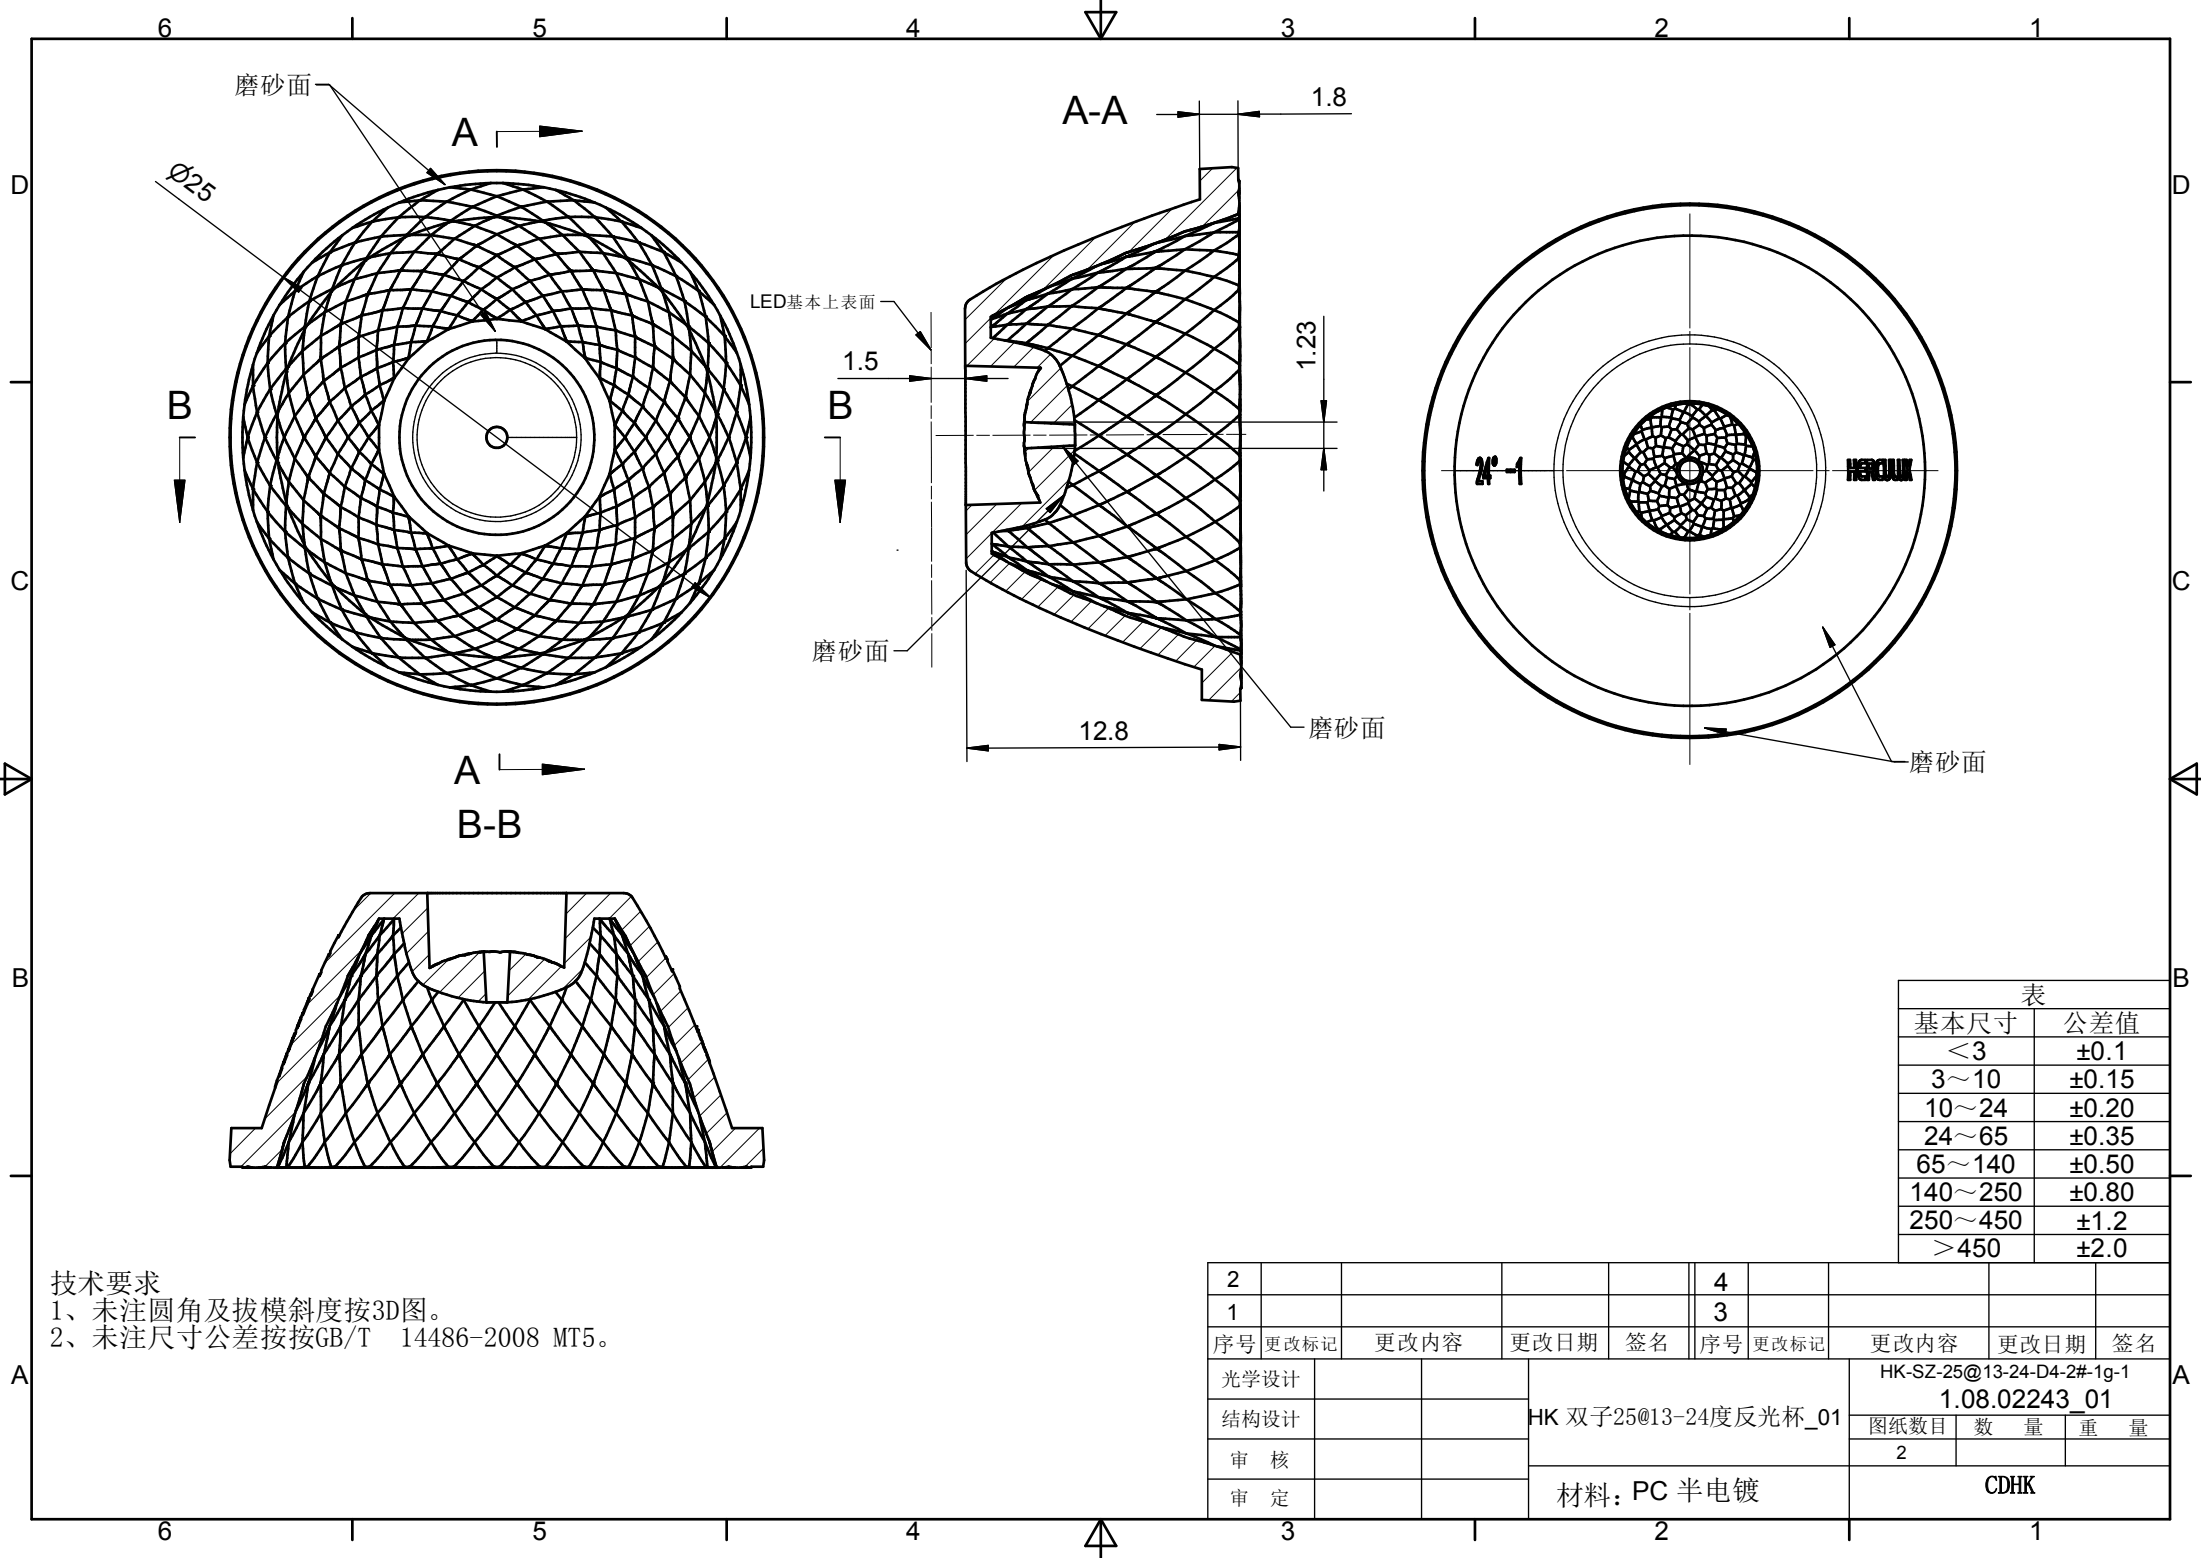 6 5 4 3 2 1
D
D
C
C
B
B
A
A
磨砂面
A
Ø25
B
B
A
B-B
A-A
1.8
LED基本上表面
1.5
1.23
磨砂面
12.8
磨砂面
24° -1
HERCULUX
磨砂面
表
基本尺寸 公差值
<3 ±0.1
3～10 ±0.15
10～24 ±0.20
24～65 ±0.35
65～140 ±0.50
140～250 ±0.80
250～450 ±1.2
>450 ±2.0
技术要求
1、未注圆角及拔模斜度按3D图。
2、未注尺寸公差按按GB/T 14486-2008 MT5。
2 4
1 3
序号 更改标记 更改内容 更改日期 签名 序号 更改标记 更改内容 更改日期 签名
光学设计
结构设计
审 核
审 定
HK 双子25@13-24度反光杯_01
材料：PC 半电镀
HK-SZ-25@13-24-D4-2#-1g-1
1.08.02243_01
图纸数目 数 量 重 量
2
CDHK
6 5 4 3 2 1